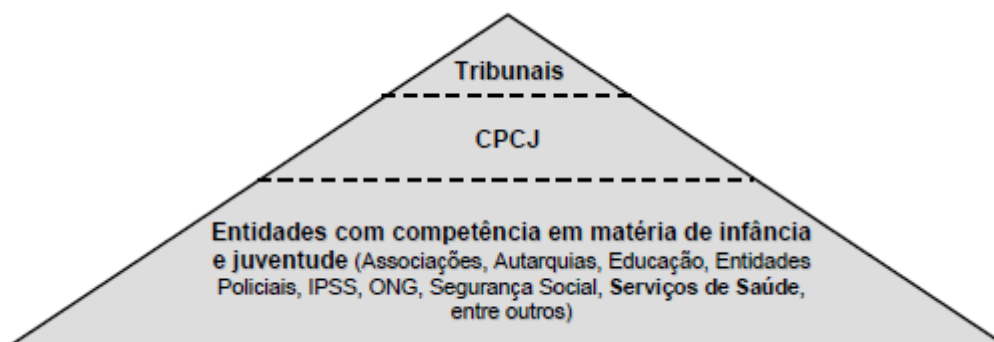 Tribunais
CPCJ
Entidades com competência em matéria de infância
e juventude (Associações, Autarquias, Educação, Entidades
Policiais, IPSS, ONG, Segurança Social, Serviços de Saúde,
entre outros)